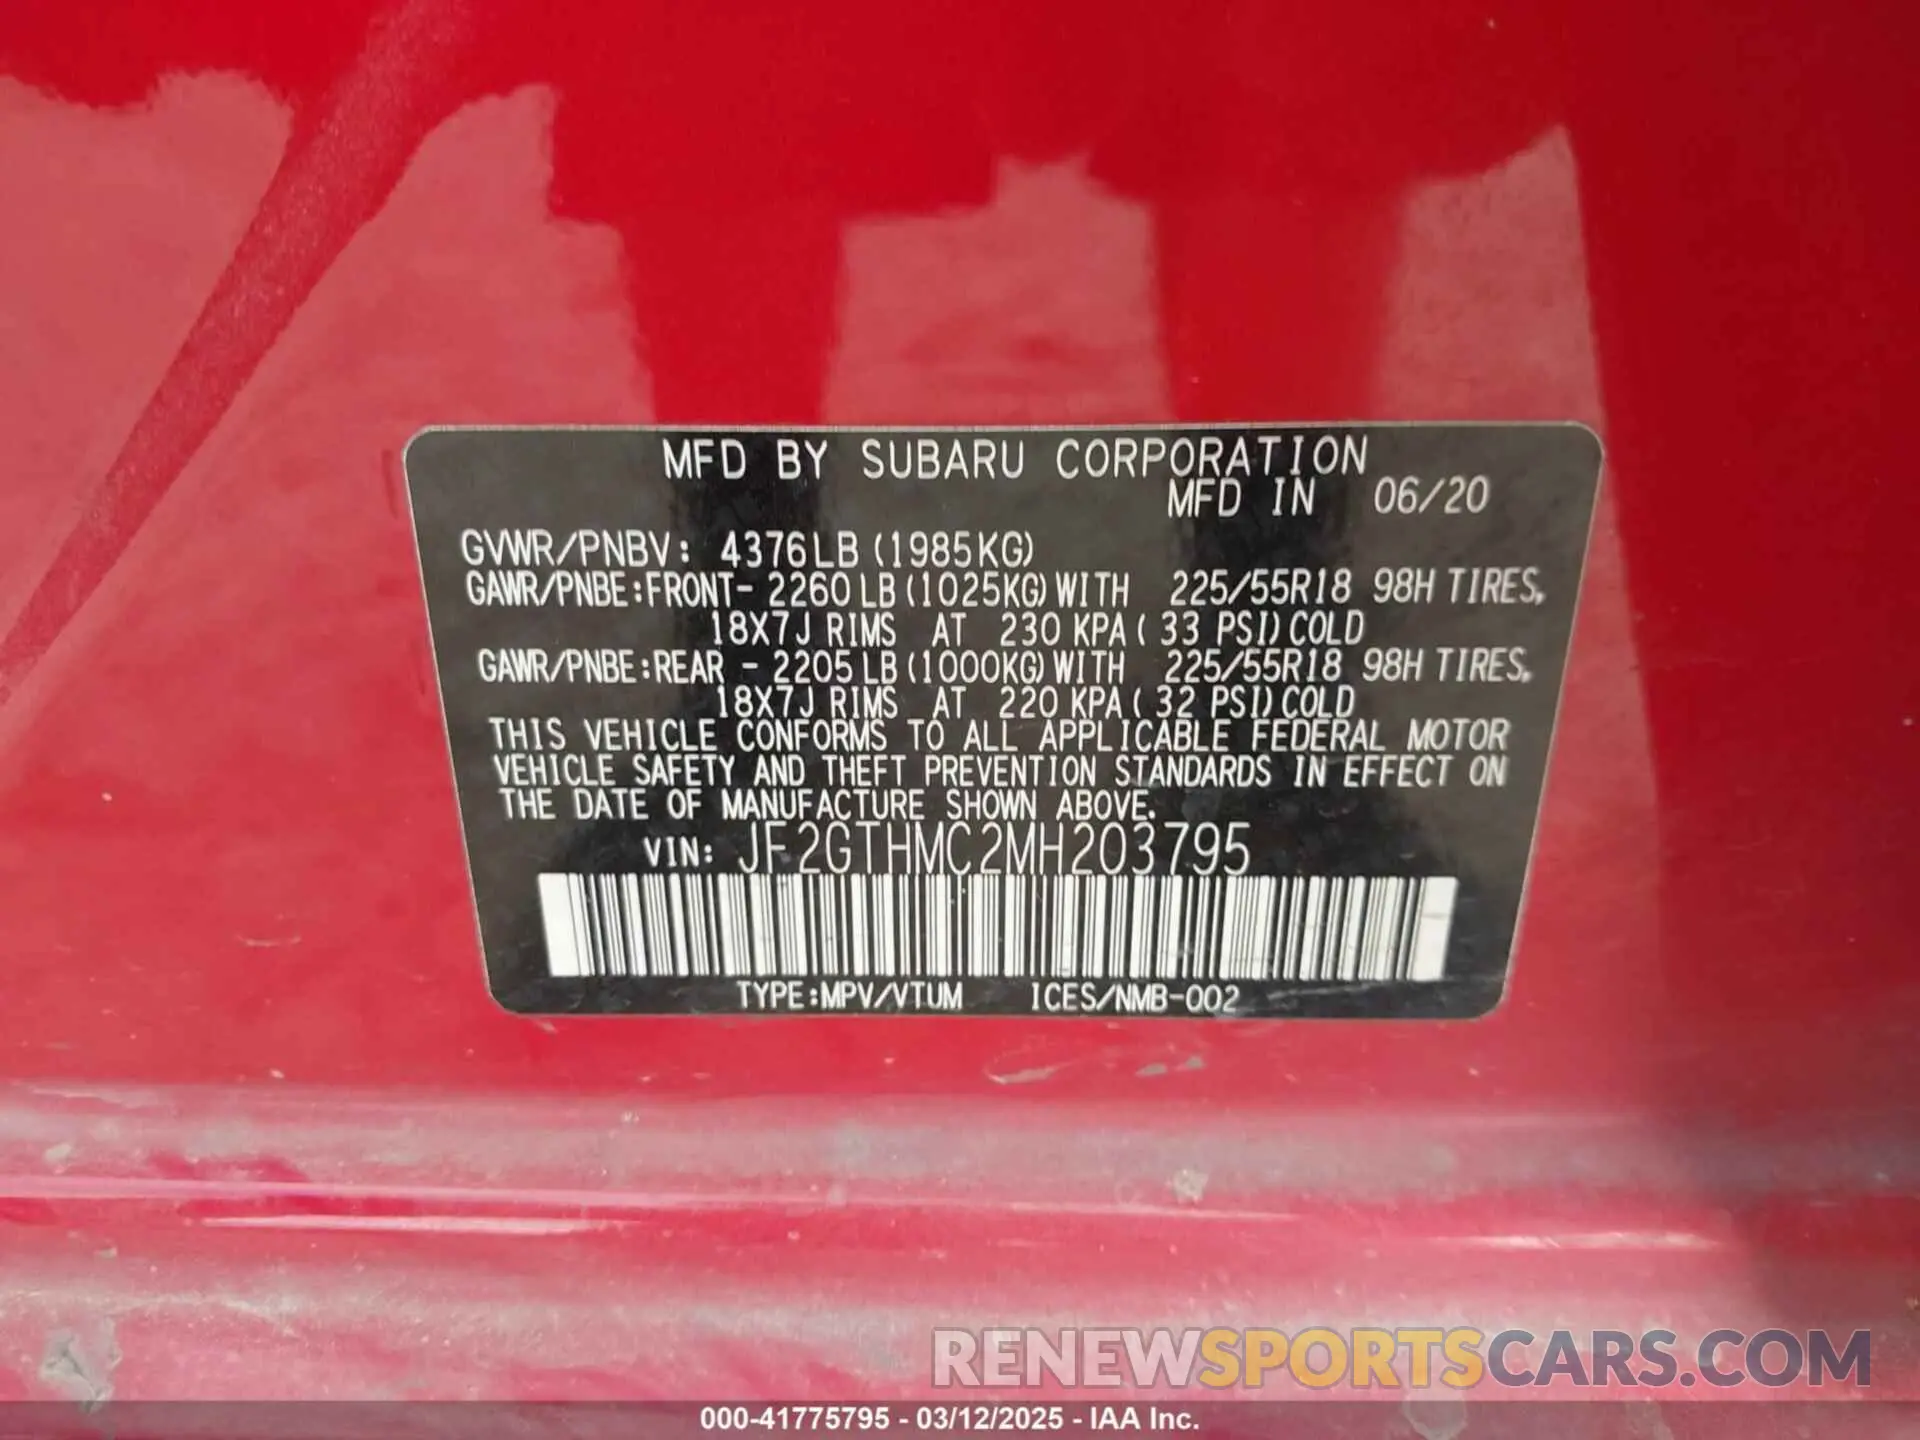 MFD BY SUBARU CORPORATION
MFD IN 06/20
GVWR/PNBV: 4376LB (1985KG)
GAWR/PNBE:FRONT- 2260 LB (1025KG) WITH 225/55R18 98H TIRES,
18X7J RIMS AT 230 KPA ( 33 PSI) COLD
GAWR/PNBE:REAR - 2205 LB (1000KG) WITH 225/55R18 98H TIRES,
18X7J RIMS AT 220 KPA ( 32 PSI) COLD
THIS VEHICLE CONFORMS TO ALL APPLICABLE FEDERAL MOTOR
VEHICLE SAFETY AND THEFT PREVENTION STANDARDS IN EFFECT ON
THE DATE OF MANUFACTURE SHOWN ABOVE.
VIN: JF2GTHMC2MH203795
TYPE:MPV/VTUM ICES/NMB-002
RENEWSPORTSCARS.COM
000-41775795 - 03/12/2025 - IAA Inc.